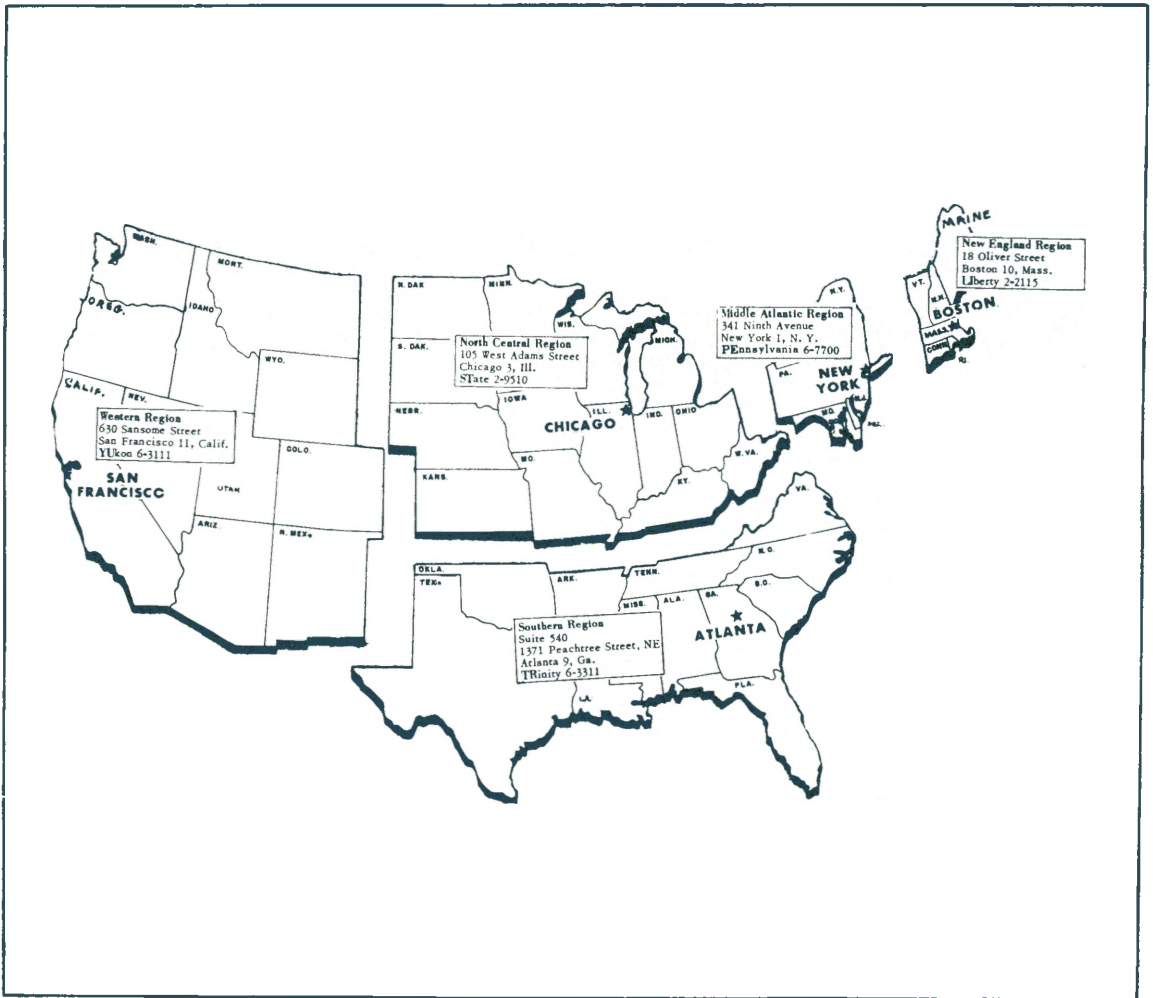 MAINE
New England Region
18 Oliver Street
Boston 10, Mass.
LIberty 2-2115
VT.
N.H.
BOSTON
MASS.
CONN.
RI.
WASH.
MONT.
OREG.
IDAHO
WYO.
CALIF.
NEV.
Western Region
630 Sansome Street
San Francisco 11, Calif.
YUkon 6-3111
SAN
FRANCISCO
UTAH
COLO.
ARIZ.
N. MEX.
N. DAK
MINN.
S. DAK.
WIS.
MICH.
North Central Region
105 West Adams Street
Chicago 3, Ill.
STate 2-9510
NEBR.
IOWA
ILL.
CHICAGO
IND.
OHIO
KANS.
MO.
KY.
W. VA.
N.Y.
Middle Atlantic Region
341 Ninth Avenue
New York 1, N. Y.
PEnnsylvania 6-7700
PA.
NEW
YORK
N.J.
MD.
DEL.
VA.
OKLA.
TEX.
ARK.
TENN.
N.C.
MISS.
ALA.
GA.
S.C.
ATLANTA
Southern Region
Suite 540
1371 Peachtree Street, NE
Atlanta 9, Ga.
TRinity 6-3311
LA.
FLA.